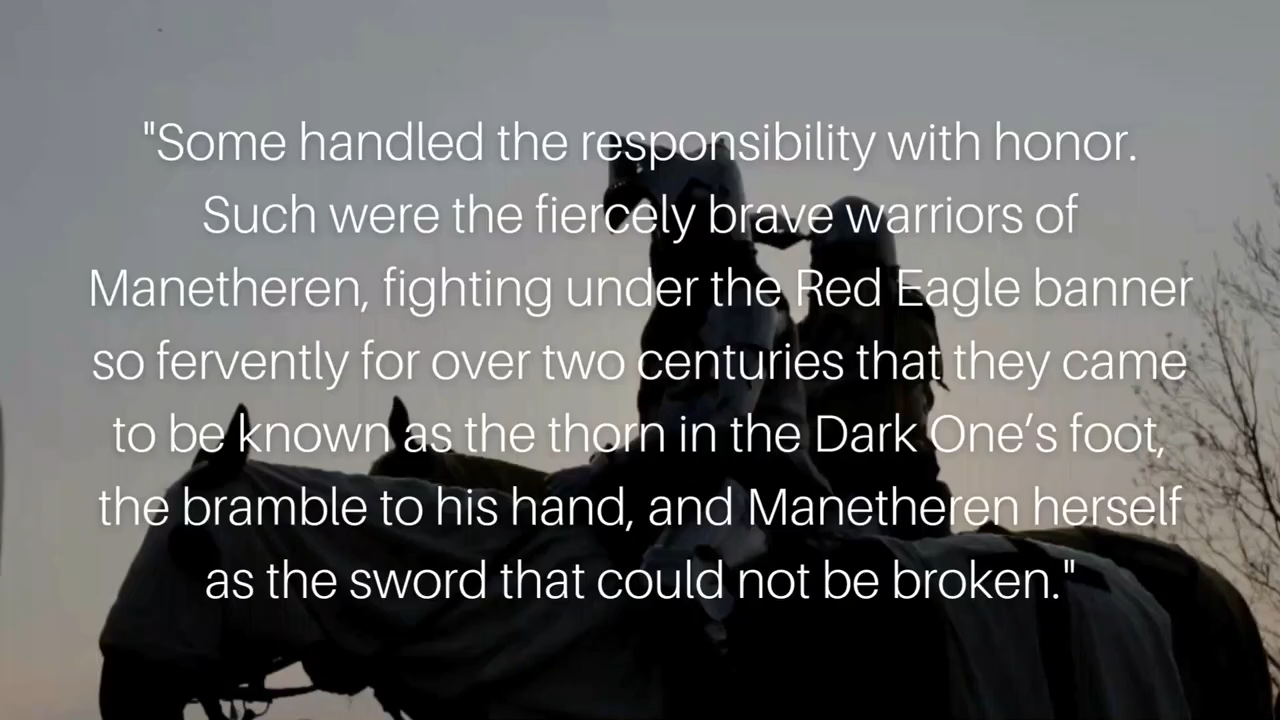 "Some handled the responsibility with honor.
Such were the fiercely brave warriors of
Manetheren, fighting under the Red Eagle banner
so fervently for over two centuries that they came
to be known as the thorn in the Dark One’s foot,
the bramble to his hand, and Manetheren herself
as the sword that could not be broken."